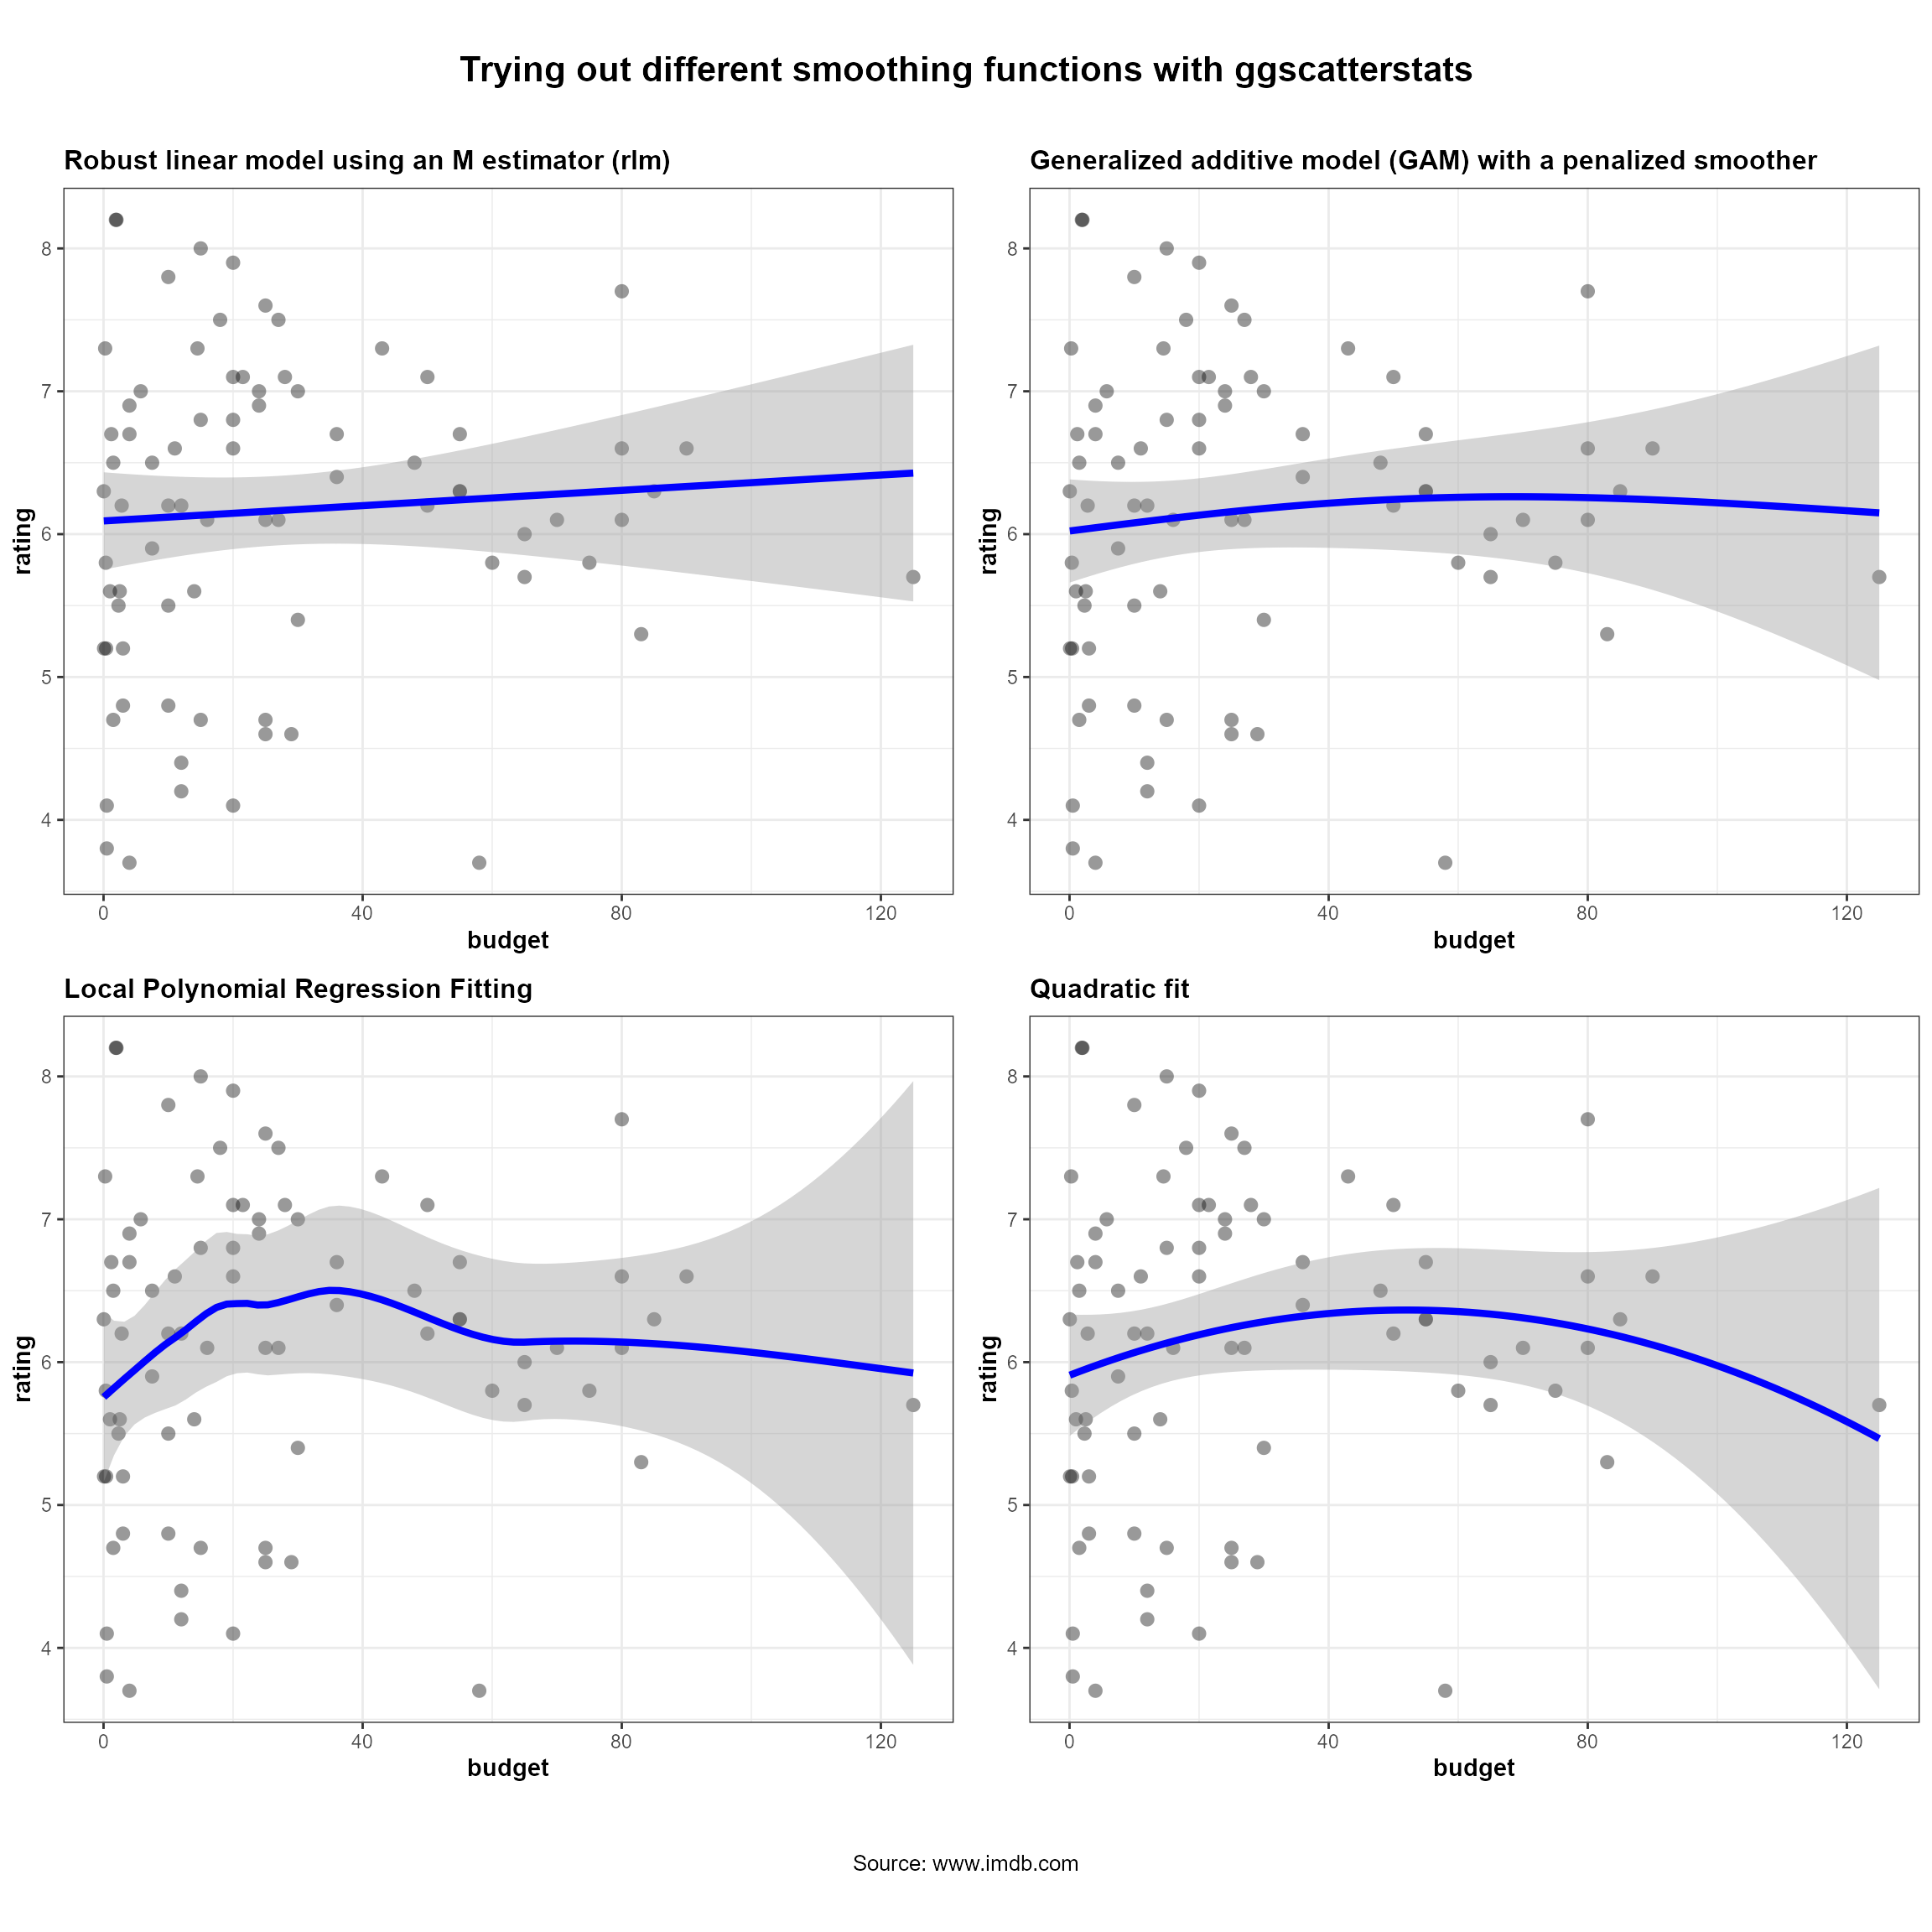 Trying out different smoothing functions with ggscatterstats
Robust linear model using an M estimator (rlm)
8
7
6
5
4
rating
0 40 80 120
budget
Generalized additive model (GAM) with a penalized smoother
8
7
6
5
4
rating
0 40 80 120
budget
Local Polynomial Regression Fitting
8
7
6
5
4
rating
0 40 80 120
budget
Quadratic fit
8
7
6
5
4
rating
0 40 80 120
budget
Source: www.imdb.com